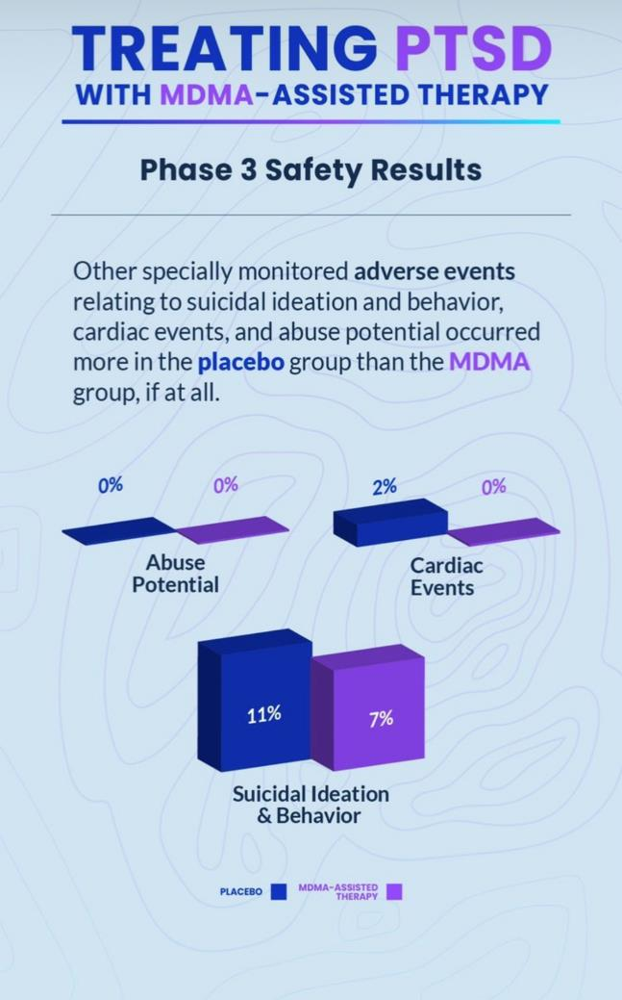 TREATING PTSD
WITH MDMA-ASSISTED THERAPY
Phase 3 Safety Results
Other specially monitored adverse events
relating to suicidal ideation and behavior,
cardiac events, and abuse potential occurred
more in the placebo group than the MDMA
group, if at all.
0% 0%
Abuse
Potential
2% 0%
Cardiac
Events
11% 7%
Suicidal Ideation
& Behavior
PLACEBO
MDMA-ASSISTED
THERAPY